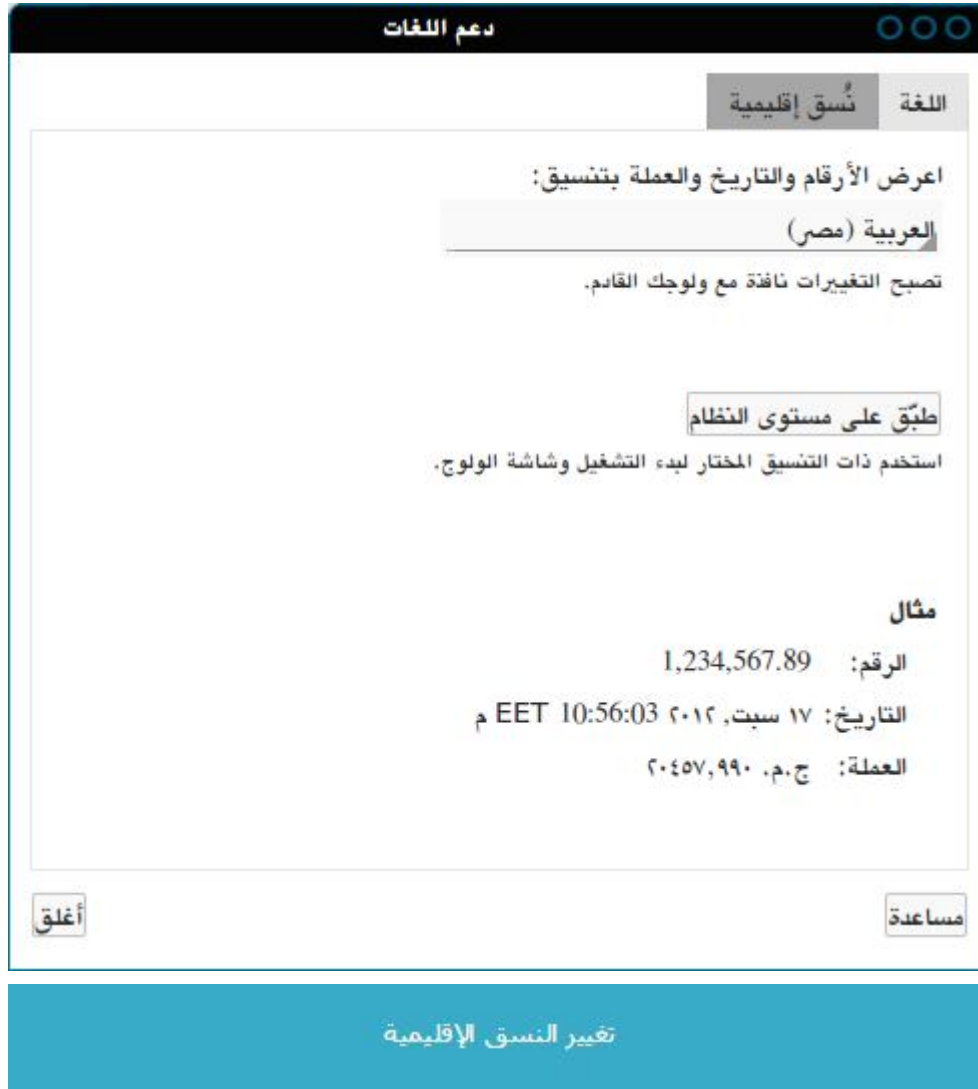 دعم اللغات
اللغة
نُسق إقليمية
اعرض الأرقام والتاريخ والعملة بتنسيق:
العربية (مصر)
تصبح التغييرات نافذة مع ولوجك القادم.
طبّق على مستوى النظام
استخدم ذات التنسيق المختار لبدء التشغيل وشاشة الولوج.
مثال
الرقم: 1,234,567.89
التاريخ: ١٧ سبت, ٢٠١٢ 10:56:03 EET م
العملة: ج.م. ٢٠٤٥٧,٩٩٠
مساعدة
أغلق
تغيير النسق الإقليمية